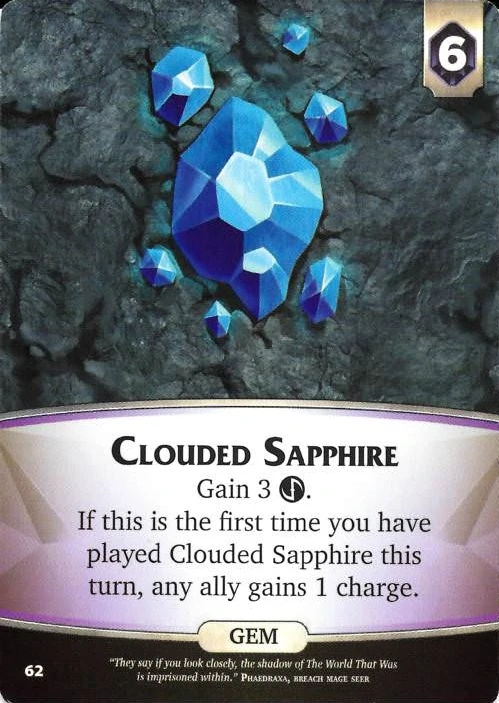 6
CLOUDED SAPPHIRE
Gain 3 .
If this is the first time you have
played Clouded Sapphire this
turn, any ally gains 1 charge.
GEM
62
"They say if you look closely, the shadow of The World That Was
is imprisoned within." PHAEDRAXA, BREACH MAGE SEER